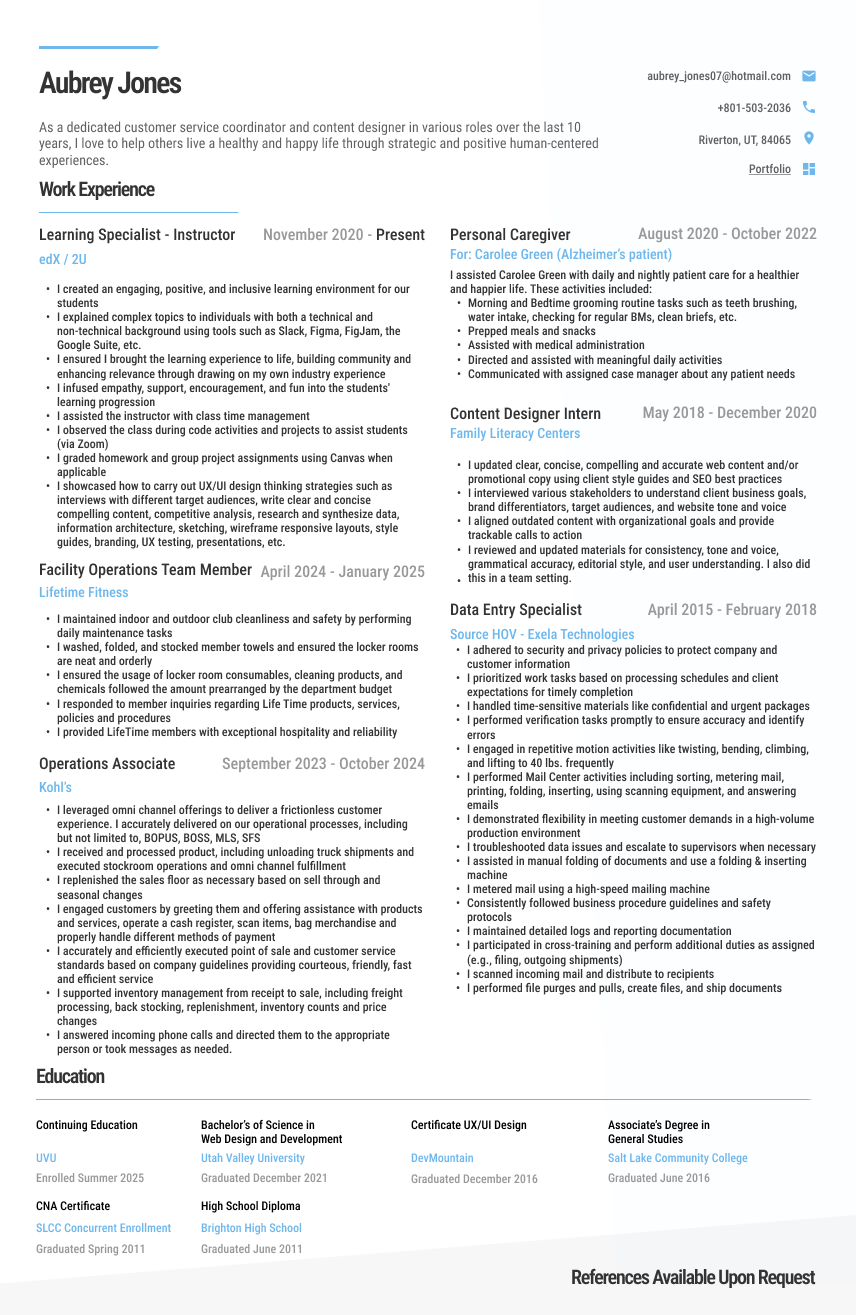 Aubrey Jones
As a dedicated customer service coordinator and content designer in various roles over the last 10
years, I love to help others live a healthy and happy life through strategic and positive human-centered
experiences.
aubrey_jones07@hotmail.com
+801-503-2036
Riverton, UT, 84065
Portfolio
Work Experience
Learning Specialist - Instructor November 2020 - Present
edX / 2U
• I created an engaging, positive, and inclusive learning environment for our
students
• I explained complex topics to individuals with both a technical and
non-technical background using tools such as Slack, Figma, FigJam, the
Google Suite, etc.
• I ensured I brought the learning experience to life, building community and
enhancing relevance through drawing on my own industry experience
• I infused empathy, support, encouragement, and fun into the students'
learning progression
• I assisted the instructor with class time management
• I observed the class during code activities and projects to assist students
(via Zoom)
• I graded homework and group project assignments using Canvas when
applicable
• I showcased how to carry out UX/UI design thinking strategies such as
interviews with different target audiences, write clear and concise
compelling content, competitive analysis, research and synthesize data,
information architecture, sketching, wireframe responsive layouts, style
guides, branding, UX testing, presentations, etc.
Facility Operations Team Member April 2024 - January 2025
Lifetime Fitness
• I maintained indoor and outdoor club cleanliness and safety by performing
daily maintenance tasks
• I washed, folded, and stocked member towels and ensured the locker rooms
are neat and orderly
• I ensured the usage of locker room consumables, cleaning products, and
chemicals followed the amount prearranged by the department budget
• I responded to member inquiries regarding Life Time products, services,
policies and procedures
• I provided LifeTime members with exceptional hospitality and reliability
Operations Associate September 2023 - October 2024
Kohl's
• I leveraged omni channel offerings to deliver a frictionless customer
experience. I accurately delivered on our operational processes, including
but not limited to, BOPUS, BOSS, MLS, SFS
• I received and processed product, including unloading truck shipments and
executed stockroom operations and omni channel fulfillment
• I replenished the sales floor as necessary based on sell through and
seasonal changes
• I engaged customers by greeting them and offering assistance with products
and services, operate a cash register, scan items, bag merchandise and
properly handle different methods of payment
• I accurately and efficiently executed point of sale and customer service
standards based on company guidelines providing courteous, friendly, fast
and efficient service
• I supported inventory management from receipt to sale, including freight
processing, back stocking, replenishment, inventory counts and price
changes
• I answered incoming phone calls and directed them to the appropriate
person or took messages as needed.
Personal Caregiver August 2020 - October 2022
For: Carolee Green (Alzheimer's patient)
I assisted Carolee Green with daily and nightly patient care for a healthier
and happier life. These activities included:
• Morning and Bedtime grooming routine tasks such as teeth brushing,
water intake, checking for regular BMs, clean briefs, etc.
• Prepped meals and snacks
• Assisted with medical administration
• Directed and assisted with meaningful daily activities
• Communicated with assigned case manager about any patient needs
Content Designer Intern May 2018 - December 2020
Family Literacy Centers
• I updated clear, concise, compelling and accurate web content and/or
promotional copy using client style guides and SEO best practices
• I interviewed various stakeholders to understand client business goals,
brand differentiators, target audiences, and website tone and voice
• I aligned outdated content with organizational goals and provide
trackable calls to action
• I reviewed and updated materials for consistency, tone and voice,
grammatical accuracy, editorial style, and user understanding. I also did
• this in a team setting.
Data Entry Specialist April 2015 - February 2018
Source HOV - Exela Technologies
• I adhered to security and privacy policies to protect company and
customer information
• I prioritized work tasks based on processing schedules and client
expectations for timely completion
• I handled time-sensitive materials like confidential and urgent packages
• I performed verification tasks promptly to ensure accuracy and identify
errors
• I engaged in repetitive motion activities like twisting, bending, climbing,
and lifting to 40 lbs. frequently
• I performed Mail Center activities including sorting, metering mail,
printing, folding, inserting, using scanning equipment, and answering
emails
• I demonstrated flexibility in meeting customer demands in a high-volume
production environment
• I troubleshooted data issues and escalate to supervisors when necessary
• I assisted in manual folding of documents and use a folding & inserting
machine
• I metered mail using a high-speed mailing machine
• Consistently followed business procedure guidelines and safety
protocols
• I maintained detailed logs and reporting documentation
• I participated in cross-training and perform additional duties as assigned
(e.g., filing, outgoing shipments)
• I scanned incoming mail and distribute to recipients
• I performed file purges and pulls, create files, and ship documents
Education
Continuing Education
UVU
Enrolled Summer 2025
Bachelor's of Science in
Web Design and Development
Utah Valley University
Graduated December 2021
Certificate UX/UI Design
DevMountain
Graduated December 2016
Associate's Degree in
General Studies
Salt Lake Community College
Graduated June 2016
CNA Certificate
SLCC Concurrent Enrollment
Graduated Spring 2011
High School Diploma
Brighton High School
Graduated June 2011
References Available Upon Request